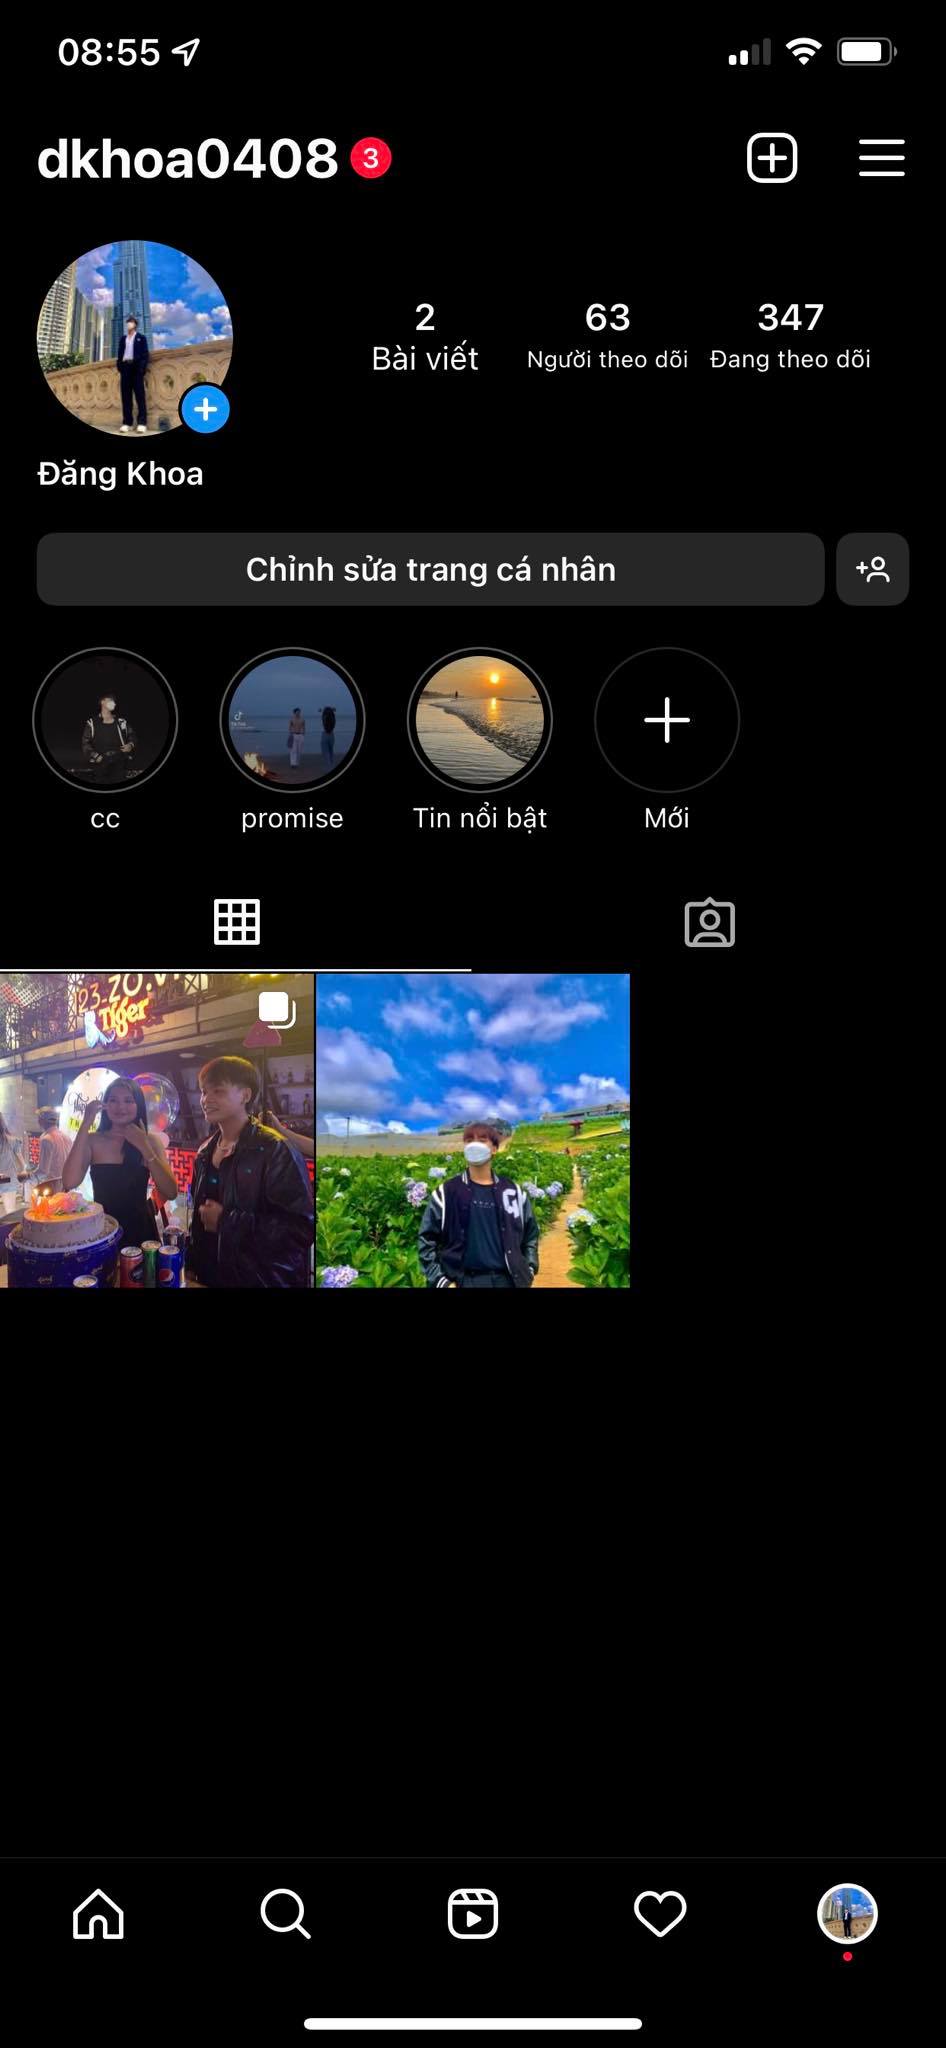 08:55
dkhoa0408 3
2 63 347
Bài viết Người theo dõi Đang theo dõi
Đăng Khoa
Chỉnh sửa trang cá nhân
cc promise Tin nổi bật Mới
23 ZO.V
Tiger